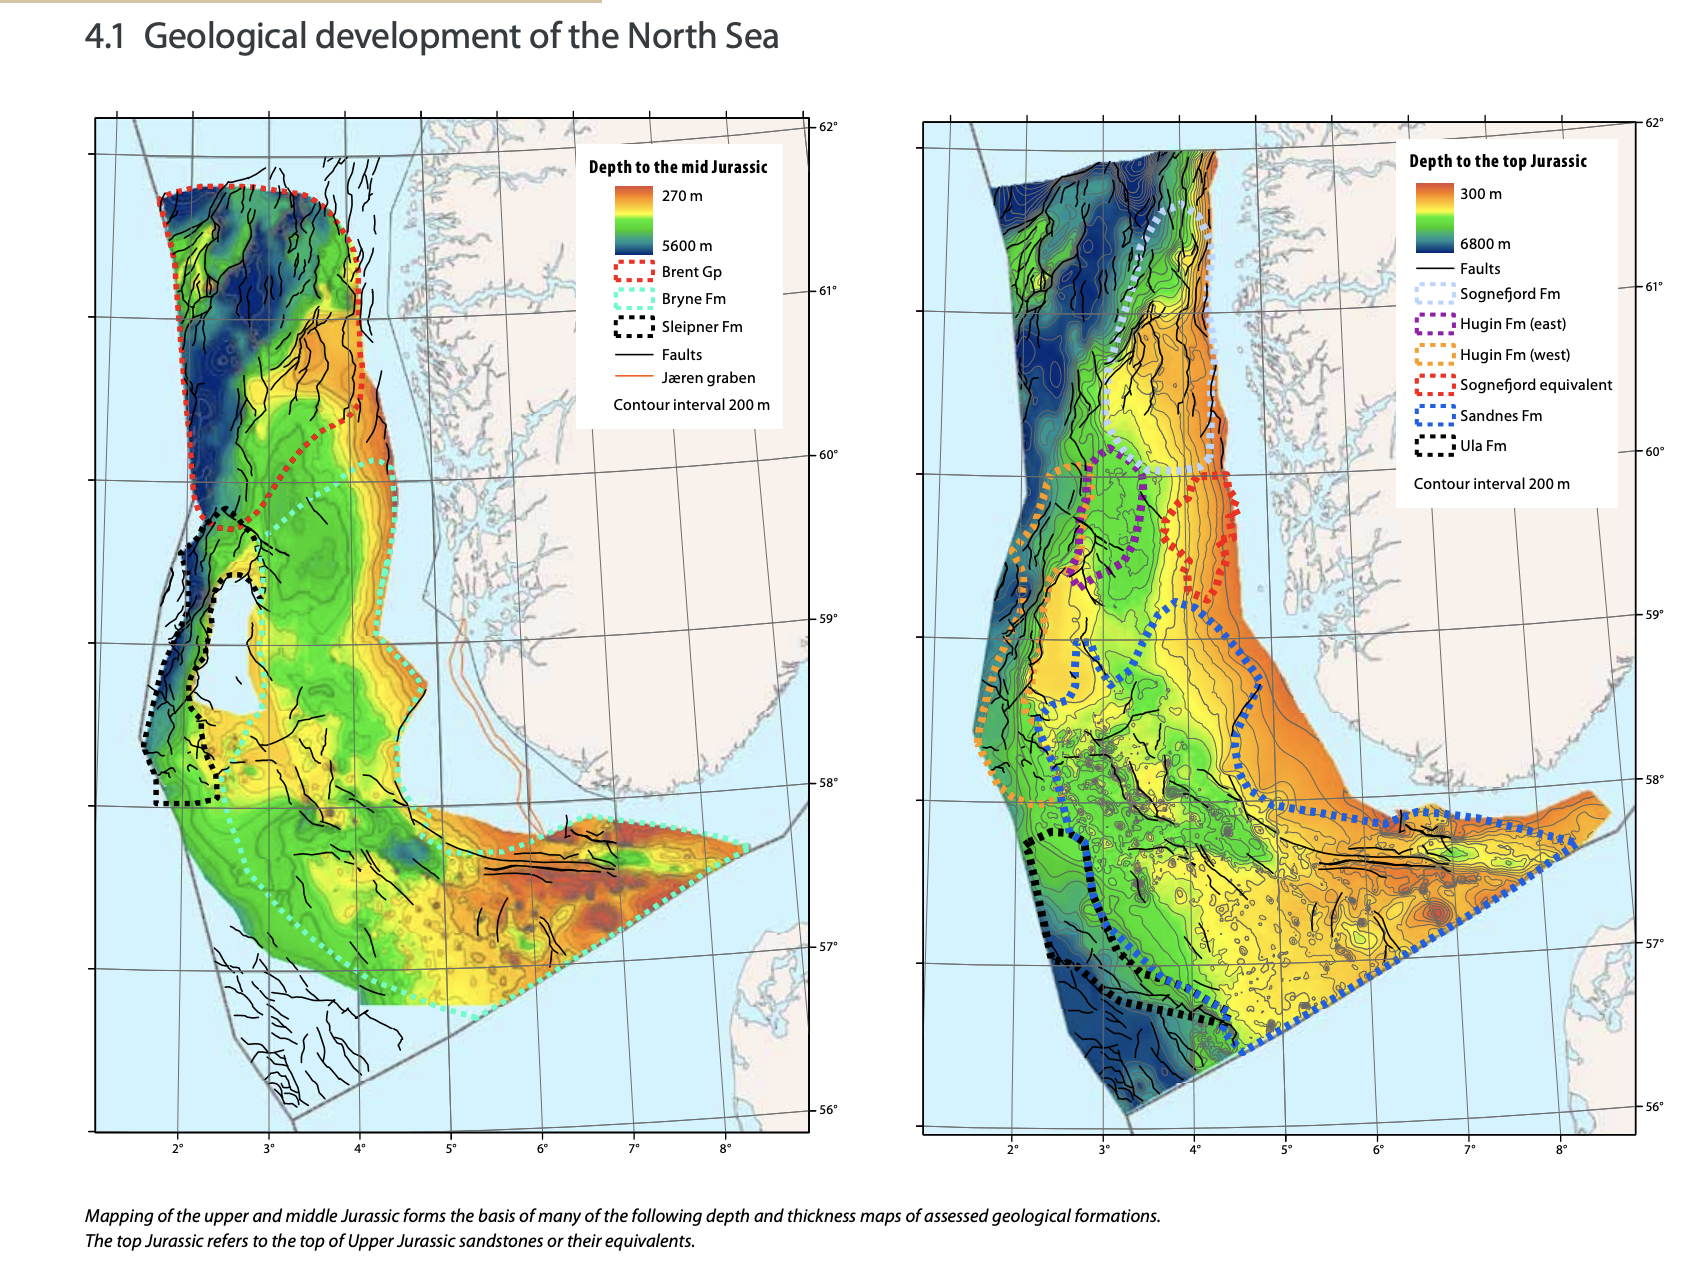 4.1 Geological development of the North Sea
Depth to the mid Jurassic
270 m
5600 m
Brent Gp
Bryne Fm
Sleipner Fm
Faults
Jæren graben
Contour interval 200 m
62°
61°
60°
59°
58°
57°
56°
2°
3°
4°
5°
6°
7°
8°
Depth to the top Jurassic
300 m
6800 m
Faults
Sognefjord Fm
Hugin Fm (east)
Hugin Fm (west)
Sognefjord equivalent
Sandnes Fm
Ula Fm
Contour interval 200 m
62°
61°
60°
59°
58°
57°
56°
2°
3°
4°
5°
6°
7°
8°
Mapping of the upper and middle Jurassic forms the basis of many of the following depth and thickness maps of assessed geological formations.
The top Jurassic refers to the top of Upper Jurassic sandstones or their equivalents.